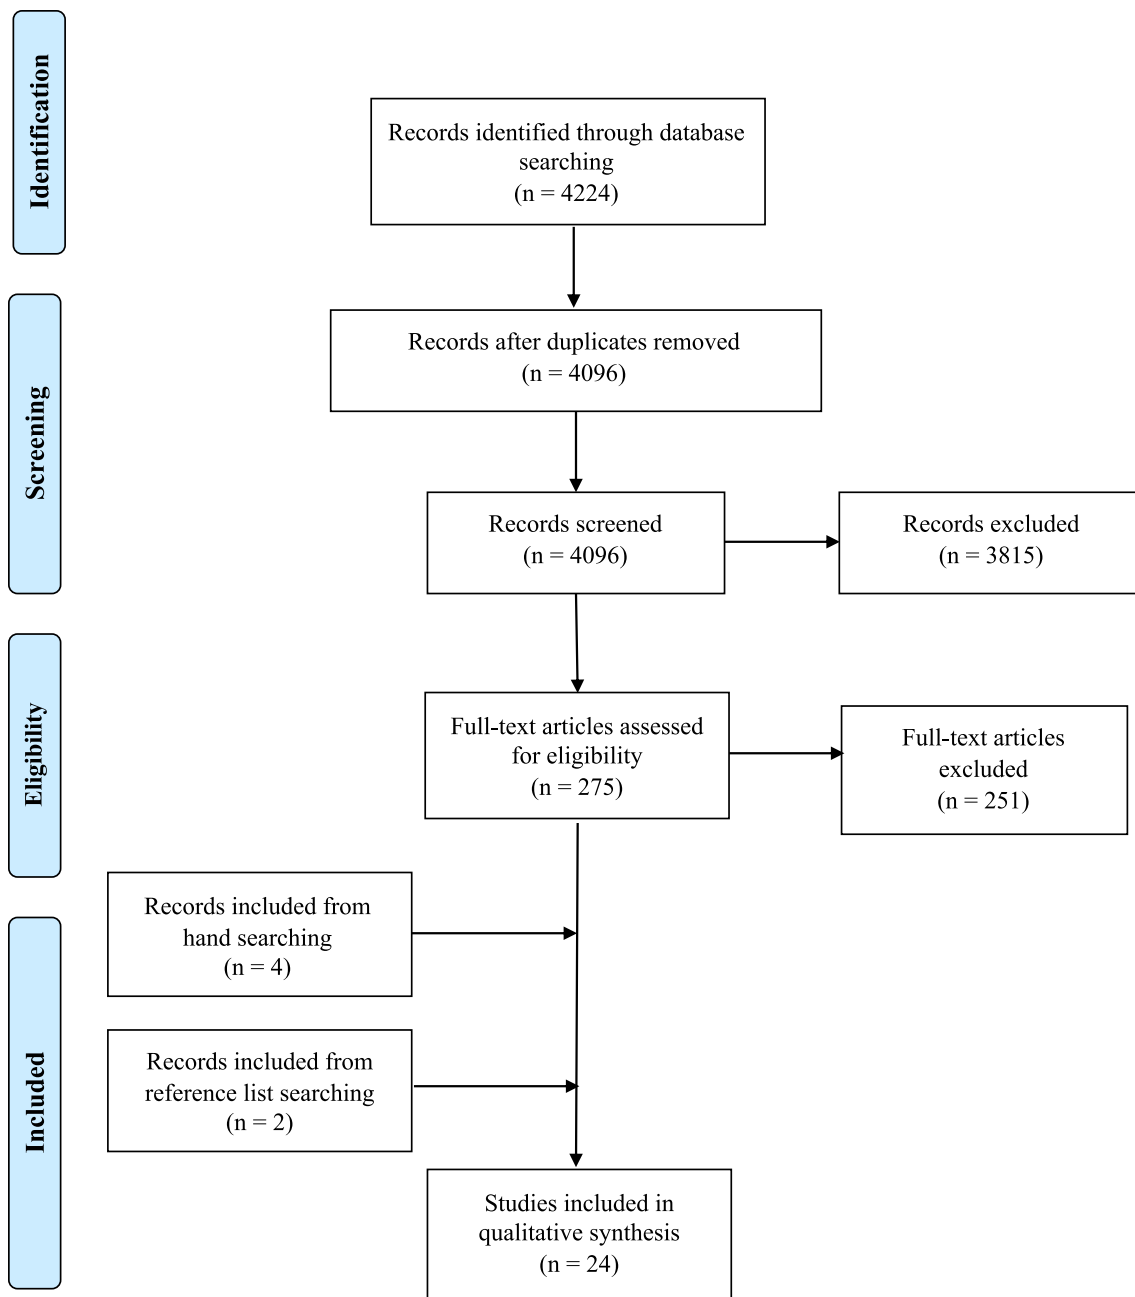 Identification
Records identified through database
searching
(n = 4224)
Screening
Records after duplicates removed
(n = 4096)
Records screened
(n = 4096)
Records excluded
(n = 3815)
Eligibility
Full-text articles assessed
for eligibility
(n = 275)
Full-text articles
excluded
(n = 251)
Included
Records included from
hand searching
(n = 4)
Records included from
reference list searching
(n = 2)
Studies included in
qualitative synthesis
(n = 24)